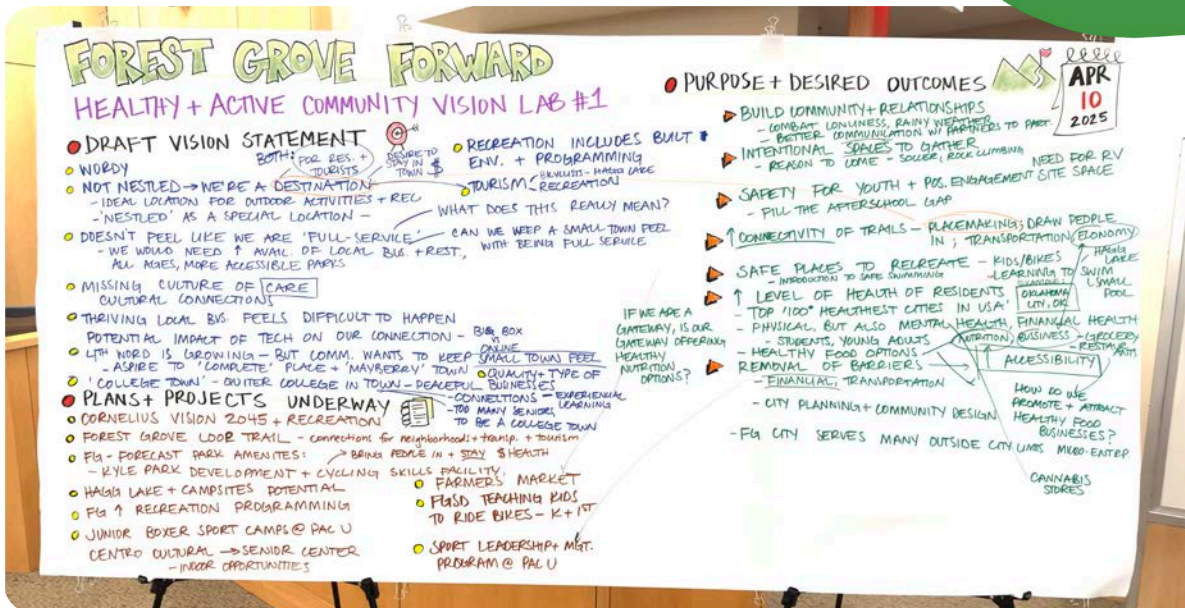 FOREST GROVE FORWARD
HEALTHY + ACTIVE COMMUNITY VISION LAB #1
DRAFT VISION STATEMENT
WORDY
BOTH: FOR RES. +
TOURISTS
DESIRE TO
STAY IN
TOWN $
NOT NESTLED → WE'RE A DESTINATION
- IDEAL LOCATION FOR OUTDOOR ACTIVITIES + REC
- 'NESTLED' AS A SPECIAL LOCATION -
WHAT DOES THIS REALLY MEAN?
DOESN'T FEEL LIKE WE ARE 'FULL-SERVICE'
CAN WE KEEP A SMALL TOWN FEEL
WITH BEING FULL SERVICE
- WE WOULD NEED ↑ AVAIL. OF LOCAL BUS. + REST.,
ALL AGES, MORE ACCESSIBLE PARKS
MISSING CULTURE OF CARE
CULTURAL CONNECTIONS
THRIVING LOCAL BUS. FEELS DIFFICULT TO HAPPEN
POTENTIAL IMPACT OF TECH ON OUR CONNECTION - BIG BOX
VS
ONLINE
4TH WORD IS GROWING - BUT COMM. WANTS TO KEEP SMALL TOWN FEEL
- ASPIRE TO 'COMPLETE' PLACE + 'MAYBERRY' TOWN
QUALITY + TYPE OF
BUSINESSES
'COLLEGE TOWN' - QUITER COLLEGE IN TOWN - PEACEFUL
- CONNECTIONS - EXPERIENTIAL
LEARNING
- TOO MANY SENIORS,
TO BE A COLLEGE TOWN
RECREATION INCLUDES BUILT
ENV. + PROGRAMMING
TOURISM
BICYCLISTS - HAGG LAKE
RECREATION
PLANS + PROJECTS UNDERWAY
CORNELIUS VISION 2045 + RECREATION
FOREST GROVE LOOP TRAIL - connections for neighborhoods + transp. + tourism
FG - FORECAST PARK AMENITES: → BRING PEOPLE IN + STAY $ HEALTH
- KYLE PARK DEVELOPMENT + CYCLING SKILLS FACILITY.
HAGG LAKE + CAMPSITES POTENTIAL
FG ↑ RECREATION PROGRAMMING
JUNIOR BOXER SPORT CAMPS @ PAC U
CENTRO CULTURAL → SENIOR CENTER
- INDOOR OPPORTUNITIES
FARMERS' MARKET
FGSD TEACHING KIDS
TO RIDE BIKES - K + 1ST
SPORT LEADERSHIP + MGT.
PROGRAM @ PAC U
PURPOSE + DESIRED OUTCOMES
APR
10
2025
BUILD COMMUNITY + RELATIONSHIPS
- COMBAT LONLINESS, RAINY WEATHER
- BETTER COMMUNICATION W/ PARTNERS TO PART.
INTENTIONAL SPACES TO GATHER
- REASON TO COME - SOCCER, ROCK CLIMBING
NEED FOR RV
SITE SPACE
SAFETY FOR YOUTH + POS. ENGAGEMENT
- FILL THE AFTERSCHOOL GAP
↑ CONNECTIVITY OF TRAILS - PLACEMAKING; DRAW PEOPLE
IN; TRANSPORTATION, ECONOMY
HAGG
LAKE
SAFE PLACES TO RECREATE - KIDS/BIKES
- INTRODUCTION TO SAFE SWIMMING
- LEARNING TO SWIM
SMALL
POOL
↑ LEVEL OF HEALTH OF RESIDENTS
EXAMPLE:
OKLAHOMA
CITY, OK
- TOP '100' HEALTHIEST CITIES IN USA'
- PHYSICAL, BUT ALSO MENTAL HEALTH, FINANCIAL HEALTH
- STUDENTS, YOUNG ADULTS
NUTRITION
BUSINESS - GROCERY
- RESTAURANT
- HEALTHY FOOD OPTIONS
ACCESSIBILITY
REMOVAL OF BARRIERS
- FINANCIAL, TRANSPORTATION
- CITY PLANNING + COMMUNITY DESIGN
- FG CITY SERVES MANY OUTSIDE CITY LIMITS MICRO-ENTRP.
IF WE ARE A
GATEWAY, IS OUR
GATEWAY OFFERING
HEALTHY
NUTRITION
OPTIONS?
HOW DO WE
PROMOTE + ATTRACT
HEALTHY FOOD
BUSINESSES?
CANNABIS
STORES